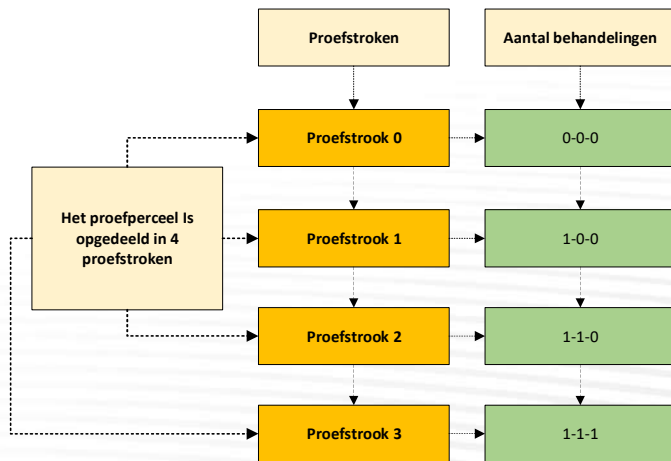 Proefstroken
Aantal behandelingen
Proefstrook 0
0-0-0
Het proefperceel Is
opgedeeld in 4
proefstroken
Proefstrook 1
1-0-0
Proefstrook 2
1-1-0
Proefstrook 3
1-1-1